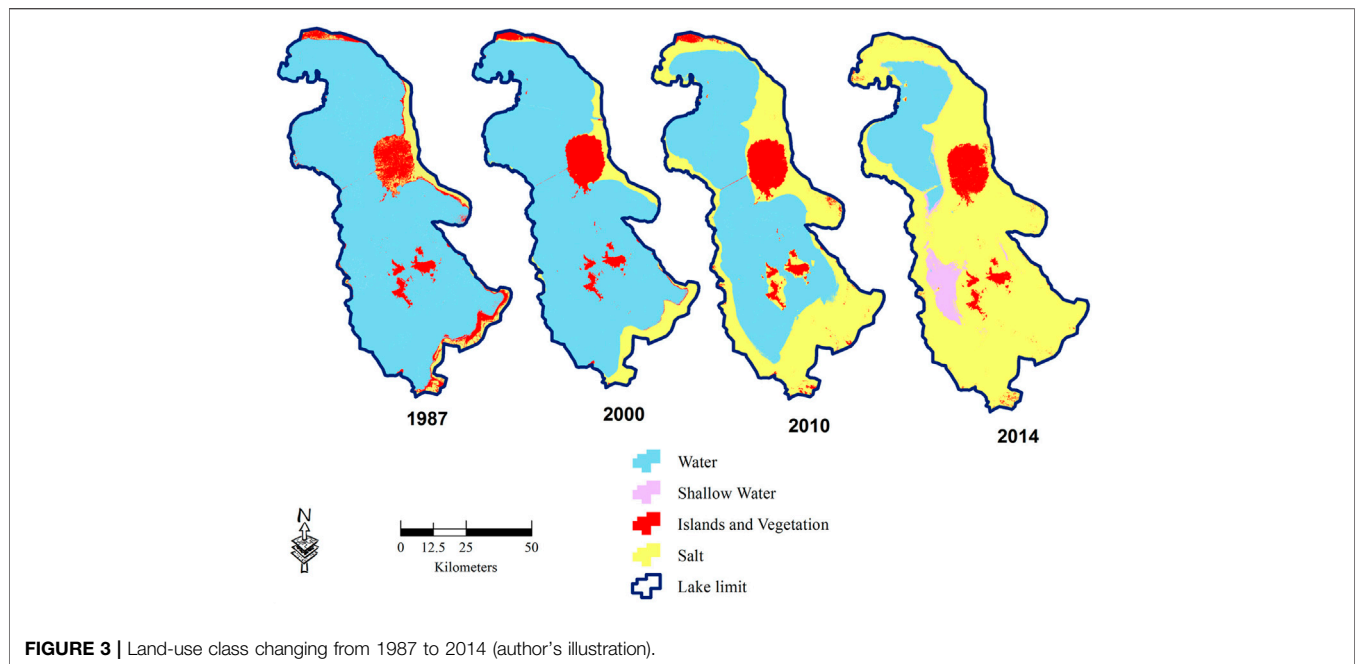 1987
2000
2010
2014
Water
Shallow Water
Islands and Vegetation
Salt
Lake limit
N
0 12.5 25 50
Kilometers
FIGURE 3 | Land-use class changing from 1987 to 2014 (author's illustration).